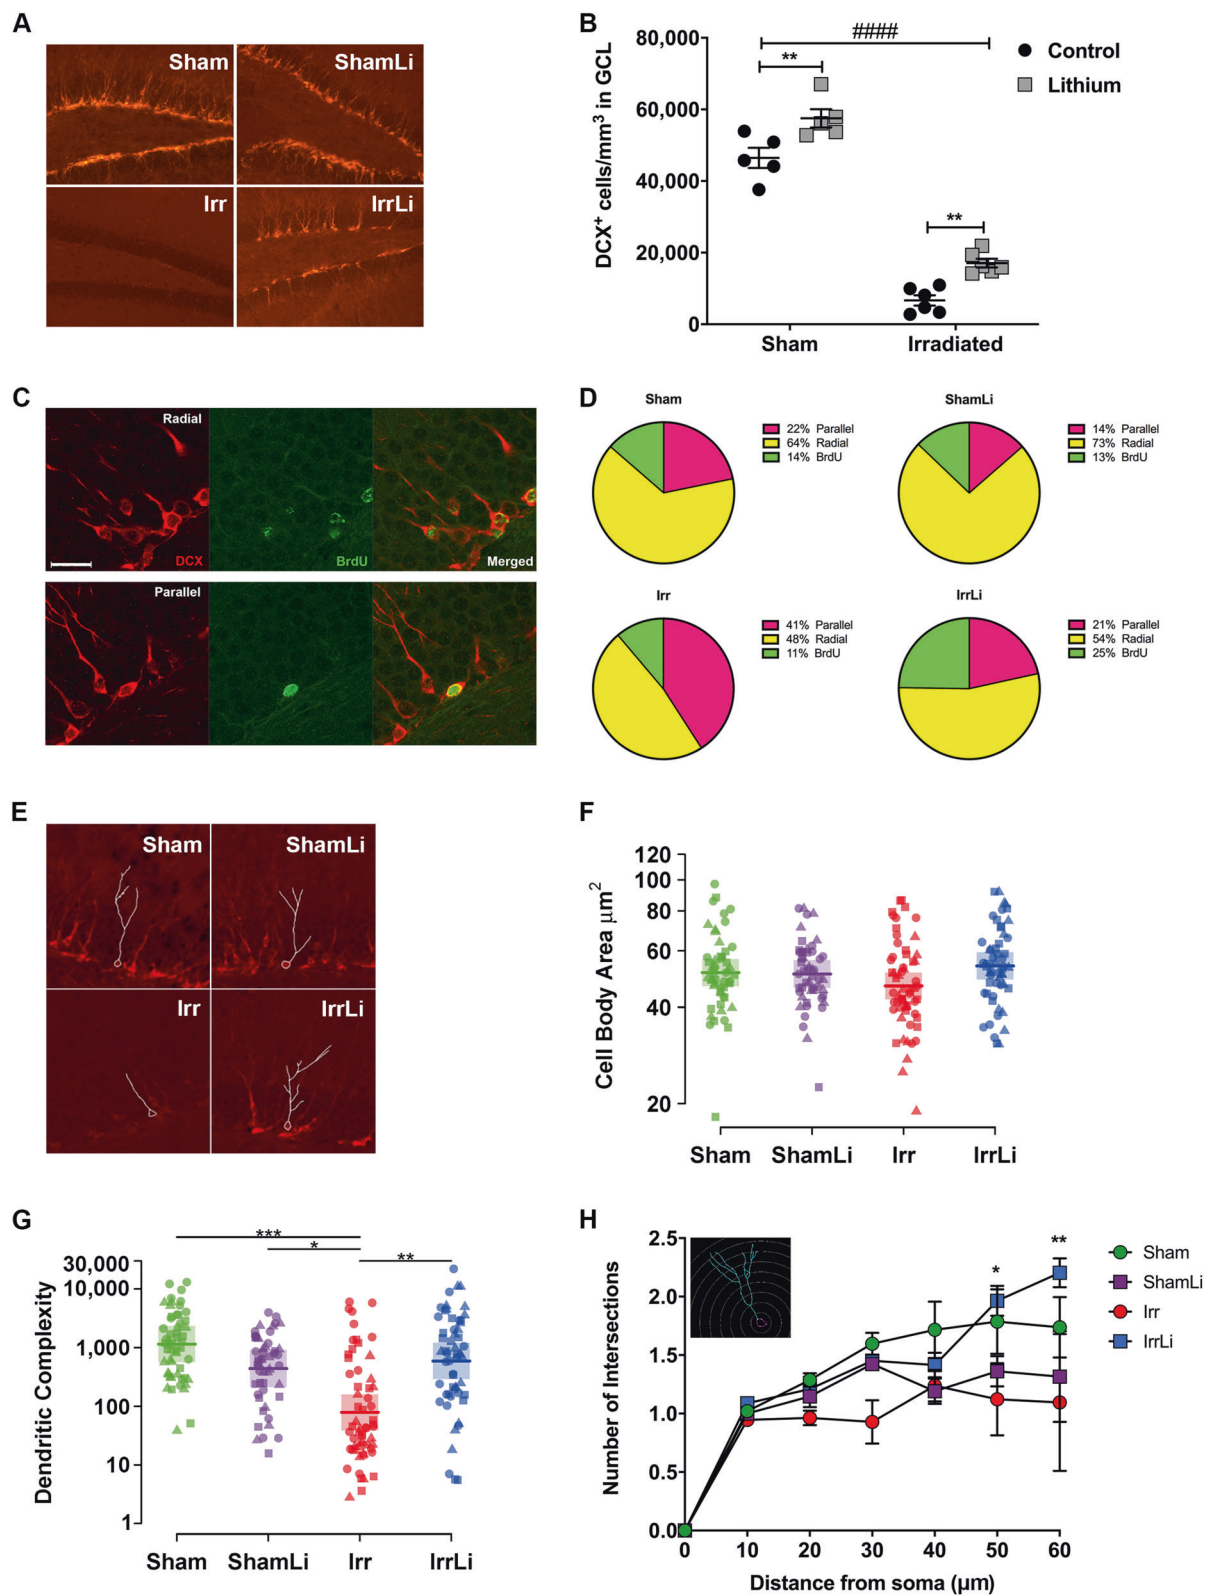 A
Sham
ShamLi
Irr
IrrLi
B
80,000
60,000
40,000
20,000
0
DCX+ cells/mm3 in GCL
####
**
**
Control
Lithium
Sham
Irradiated
C
Radial
DCX
BrdU
Merged
Parallel
D
Sham
22% Parallel
64% Radial
14% BrdU
ShamLi
14% Parallel
73% Radial
13% BrdU
Irr
41% Parallel
48% Radial
11% BrdU
IrrLi
21% Parallel
54% Radial
25% BrdU
E
Sham
ShamLi
Irr
IrrLi
F
120
100
80
60
40
20
Cell Body Area μm2
Sham
ShamLi
Irr
IrrLi
G
***
*
**
30,000
10,000
1,000
100
10
1
Dendritic Complexity
Sham
ShamLi
Irr
IrrLi
H
2.5
2.0
1.5
1.0
0.5
0.0
Number of Intersections
*
**
Sham
ShamLi
Irr
IrrLi
0
10
20
30
40
50
60
Distance from soma (μm)